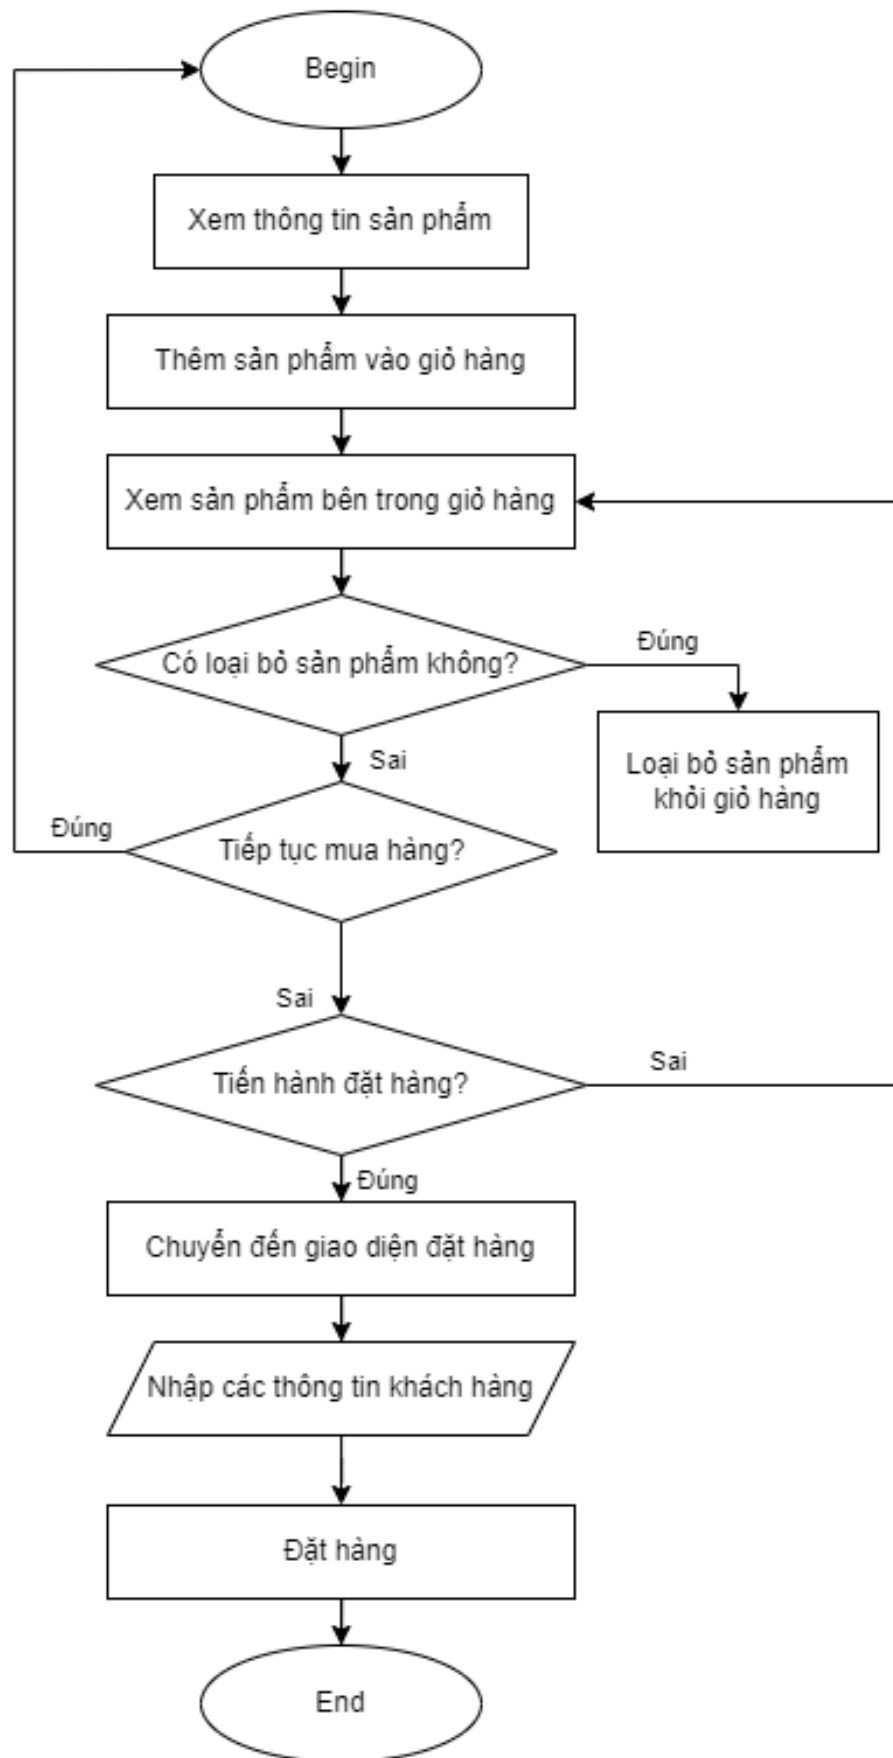 Begin
Xem thông tin sản phẩm
Thêm sản phẩm vào giỏ hàng
Xem sản phẩm bên trong giỏ hàng
Có loại bỏ sản phẩm không?
Đúng
Loại bỏ sản phẩm
khỏi giỏ hàng
Sai
Đúng
Tiếp tục mua hàng?
Sai
Tiến hành đặt hàng?
Sai
Đúng
Chuyển đến giao diện đặt hàng
Nhập các thông tin khách hàng
Đặt hàng
End